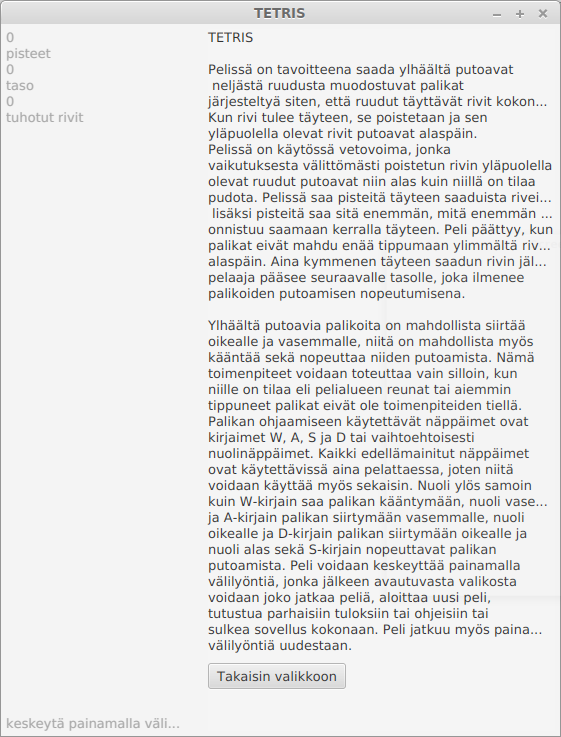 TETRIS
0
pisteet
0
taso
0
tuhotut rivit
TETRIS
Pelissä on tavoitteena saada ylhäältä putoavat
neljästä ruudusta muodostuvat palikat
järjesteltyä siten, että ruudut täyttävät rivit kokon...
Kun rivi tulee täyteen, se poistetaan ja sen
yläpuolella olevat rivit putoavat alaspäin.
Pelissä on käytössä vetovoima, jonka
vaikutuksesta välittömästi poistetun rivin yläpuolella
olevat ruudut putoavat niin alas kuin niillä on tilaa
pudota. Pelissä saa pisteitä täyteen saaduista rivei...
lisäksi pisteitä saa sitä enemmän, mitä enemmän ...
onnistuu saamaan kerralla täyteen. Peli päättyy, kun
palikat eivät mahdu enää tippumaan ylimmältä riv...
alaspäin. Aina kymmenen täyteen saadun rivin jäl...
pelaaja pääsee seuraavalle tasolle, joka ilmenee
palikoiden putoamisen nopeutumisena.
Ylhäältä putoavia palikoita on mahdollista siirtää
oikealle ja vasemmalle, niitä on mahdollista myös
kääntää sekä nopeuttaa niiden putoamista. Nämä
toimenpiteet voidaan toteuttaa vain silloin, kun
niille on tilaa eli pelialueen reunat tai aiemmin
tippuneet palikat eivät ole toimenpiteiden tiellä.
Palikan ohjaamiseen käytettävät näppäimet ovat
kirjaimet W, A, S ja D tai vaihtoehtoisesti
nuolinäppäimet. Kaikki edellämainitut näppäimet
ovat käytettävissä aina pelattaessa, joten niitä
voidaan käyttää myös sekaisin. Nuoli ylös samoin
kuin W-kirjain saa palikan kääntymään, nuoli vase...
ja A-kirjain palikan siirtymään vasemmalle, nuoli
oikealle ja D-kirjain palikan siirtymään oikealle ja
nuoli alas sekä S-kirjain nopeuttavat palikan
putoamista. Peli voidaan keskeyttää painamalla
välilyöntiä, jonka jälkeen avautuvasta valikosta
voidaan joko jatkaa peliä, aloittaa uusi peli,
tutustua parhaisiin tuloksiin tai ohjeisiin tai
sulkea sovellus kokonaan. Peli jatkuu myös paina...
välilyöntiä uudestaan.
Takaisin valikkoon
keskeytä painamalla väli...